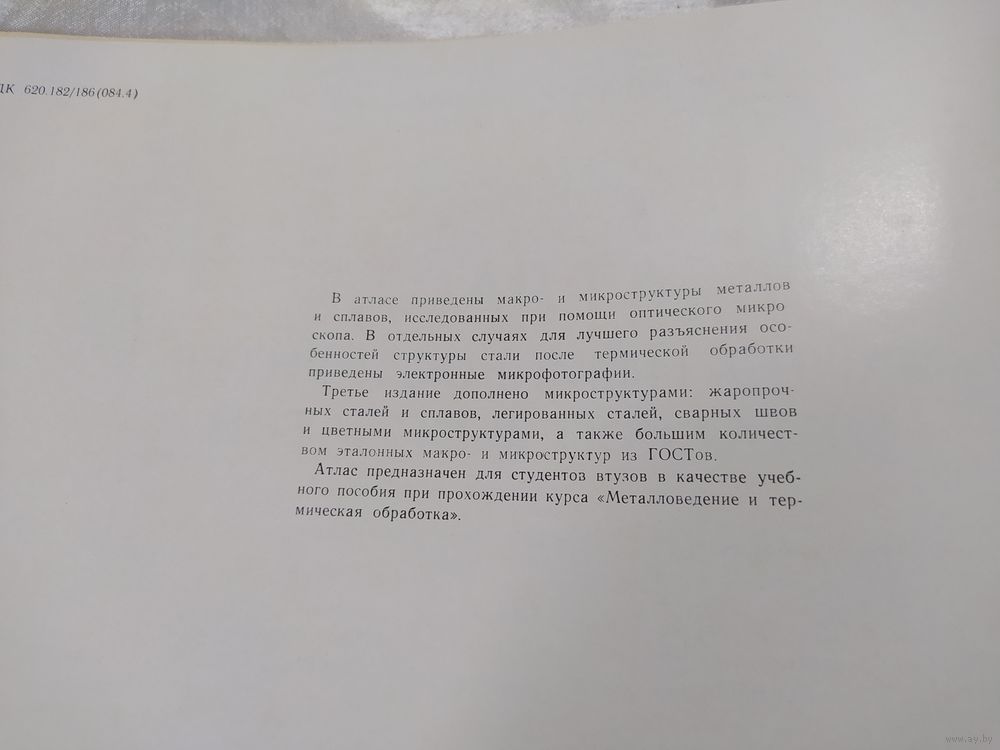 ДК 620.182/186(084.4)
В атласе приведены макро- и микроструктуры металлов
и сплавов, исследованных при помощи оптического микро
скопа. В отдельных случаях для лучшего разъяснения осо-
бенностей структуры стали после термической обработки
приведены электронные микрофотографии.
Третье издание дополнено микроструктурами: жаропроч-
ных сталей и сплавов, легированных сталей, сварных швов
и цветными микроструктурами, а также большим количест-
вом эталонных макро- и микроструктур из ГОСТов.
Атлас предназначен для студентов втузов в качестве учеб-
ного пособия при прохождении курса «Металловедение и тер-
мическая обработка».
www.ay.by